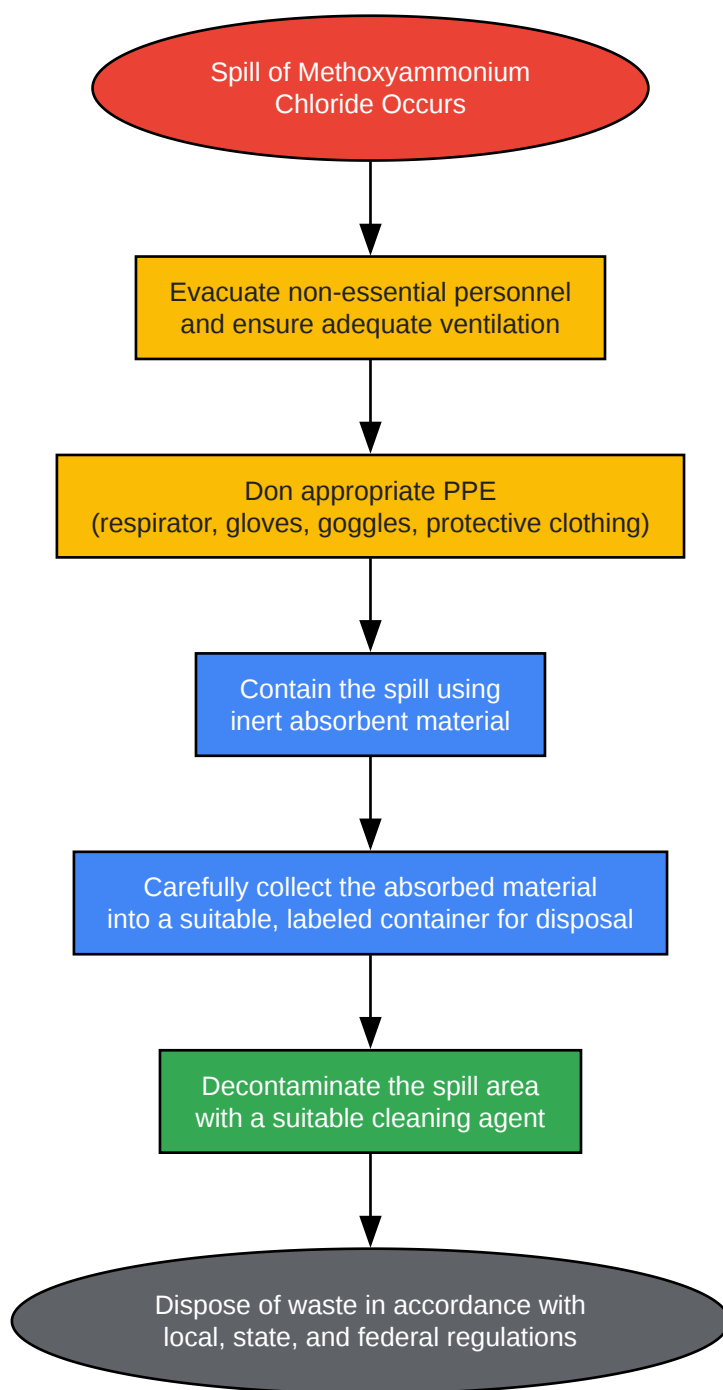 Spill of Methoxyammonium
Chloride Occurs
Evacuate non-essential personnel
and ensure adequate ventilation
Don appropriate PPE
(respirator, gloves, goggles, protective clothing)
Contain the spill using
inert absorbent material
Carefully collect the absorbed material
into a suitable, labeled container for disposal
Decontaminate the spill area
with a suitable cleaning agent
Dispose of waste in accordance with
local, state, and federal regulations